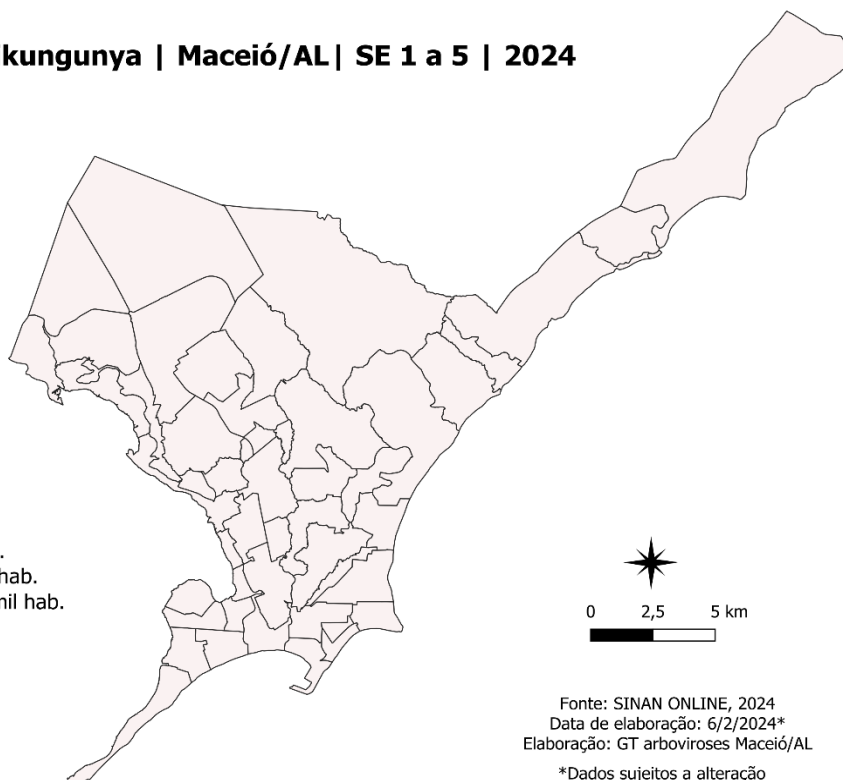 kungunya | Maceió/AL| SE 1 a 5 | 2024
.
hab.
mil hab.
0 2,5 5 km
Fonte: SINAN ONLINE, 2024
Data de elaboração: 6/2/2024*
Elaboração: GT arboviroses Maceió/AL
*Dados sujeitos a alteração